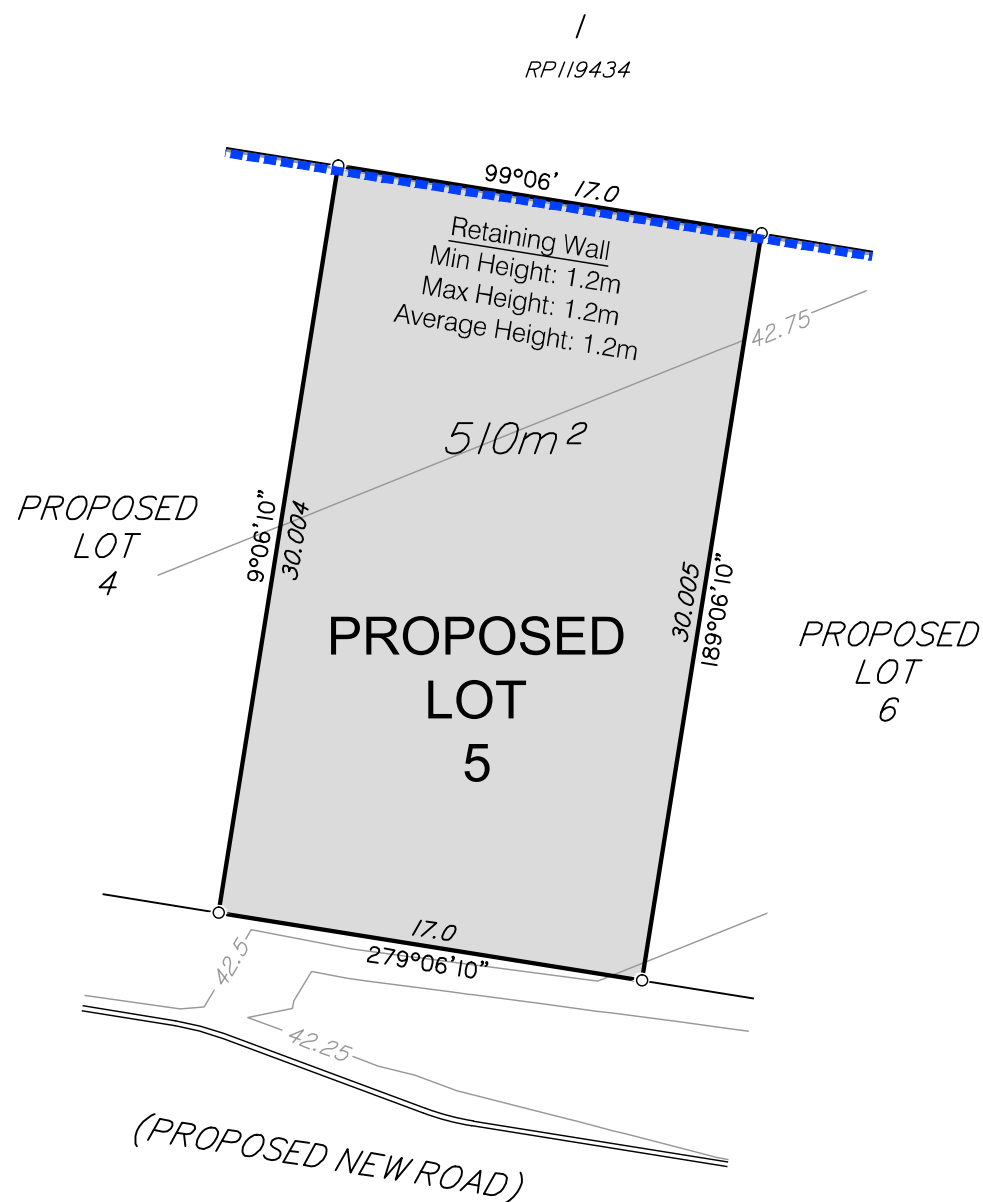 1
RP119434
99°06' 17.0
Retaining Wall
Min Height: 1.2m
Max Height: 1.2m
Average Height: 1.2m
42.75
510m²
PROPOSED
LOT
4
9°06'10"
30.004
PROPOSED
LOT
5
30.005
189°06'10"
PROPOSED
LOT
6
17.0
279°06'10"
42.5
42.25
(PROPOSED NEW ROAD)